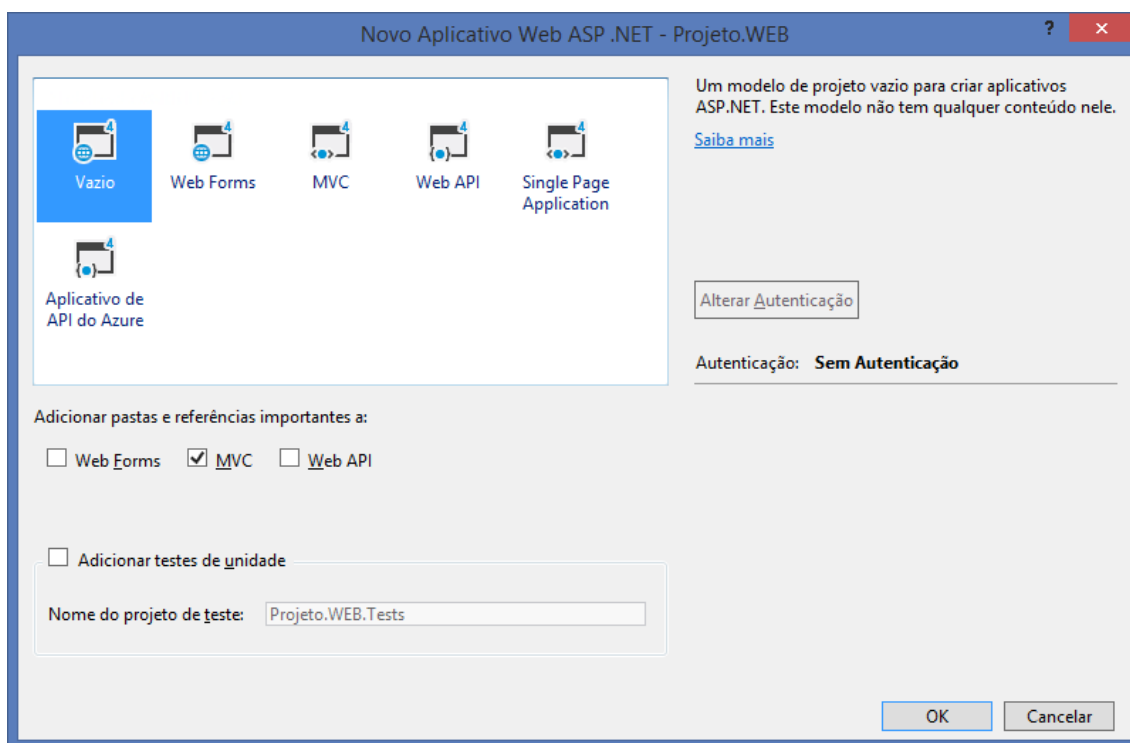 Novo Aplicativo Web ASP .NET - Projeto.WEB
?
Um modelo de projeto vazio para criar aplicativos
ASP.NET. Este modelo não tem qualquer conteúdo nele.
Saiba mais
4
4
4
4
4
Vazio
Web Forms
MVC
Web API
Single Page
Application
4
Aplicativo de
API do Azure
Alterar Autenticação
Autenticação: Sem Autenticação
Adicionar pastas e referências importantes a:
Web Forms
MVC
Web API
Adicionar testes de unidade
Nome do projeto de teste:
Projeto.WEB.Tests
OK
Cancelar